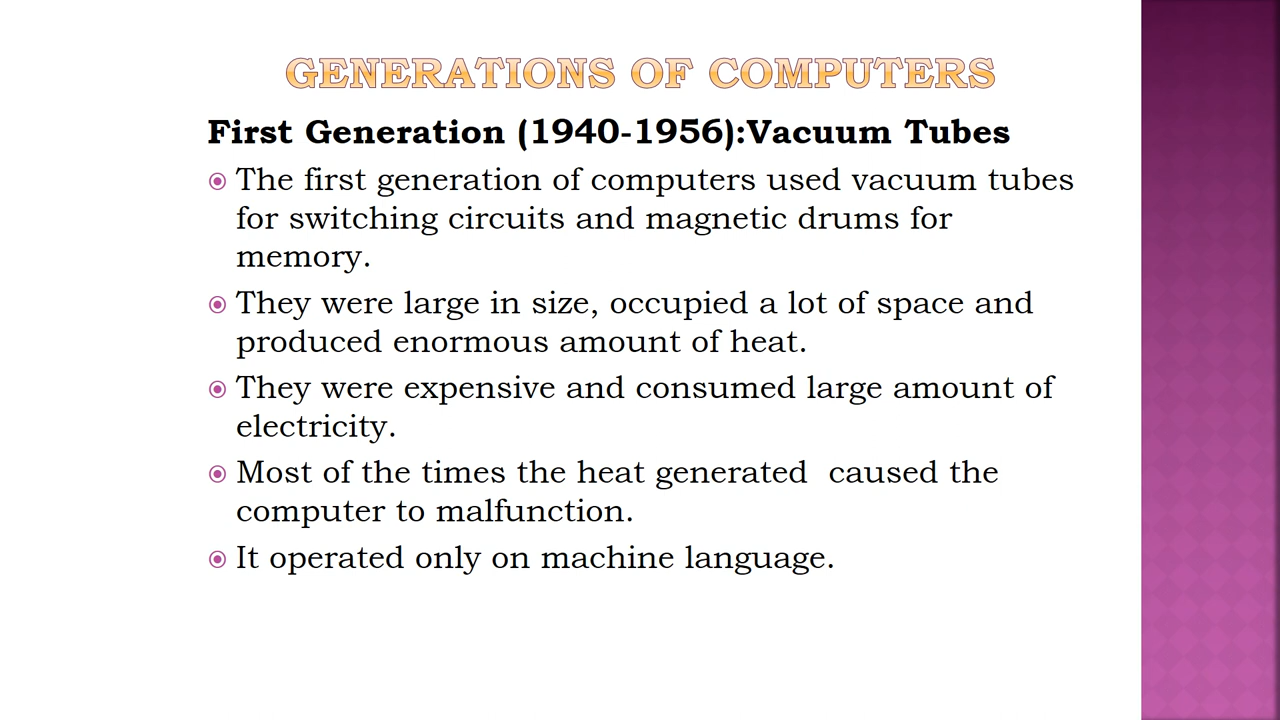 GENERATIONS OF COMPUTERS
First Generation (1940-1956):Vacuum Tubes
The first generation of computers used vacuum tubes
for switching circuits and magnetic drums for
memory.
They were large in size, occupied a lot of space and
produced enormous amount of heat.
They were expensive and consumed large amount of
electricity.
Most of the times the heat generated  caused the
computer to malfunction.
It operated only on machine language.